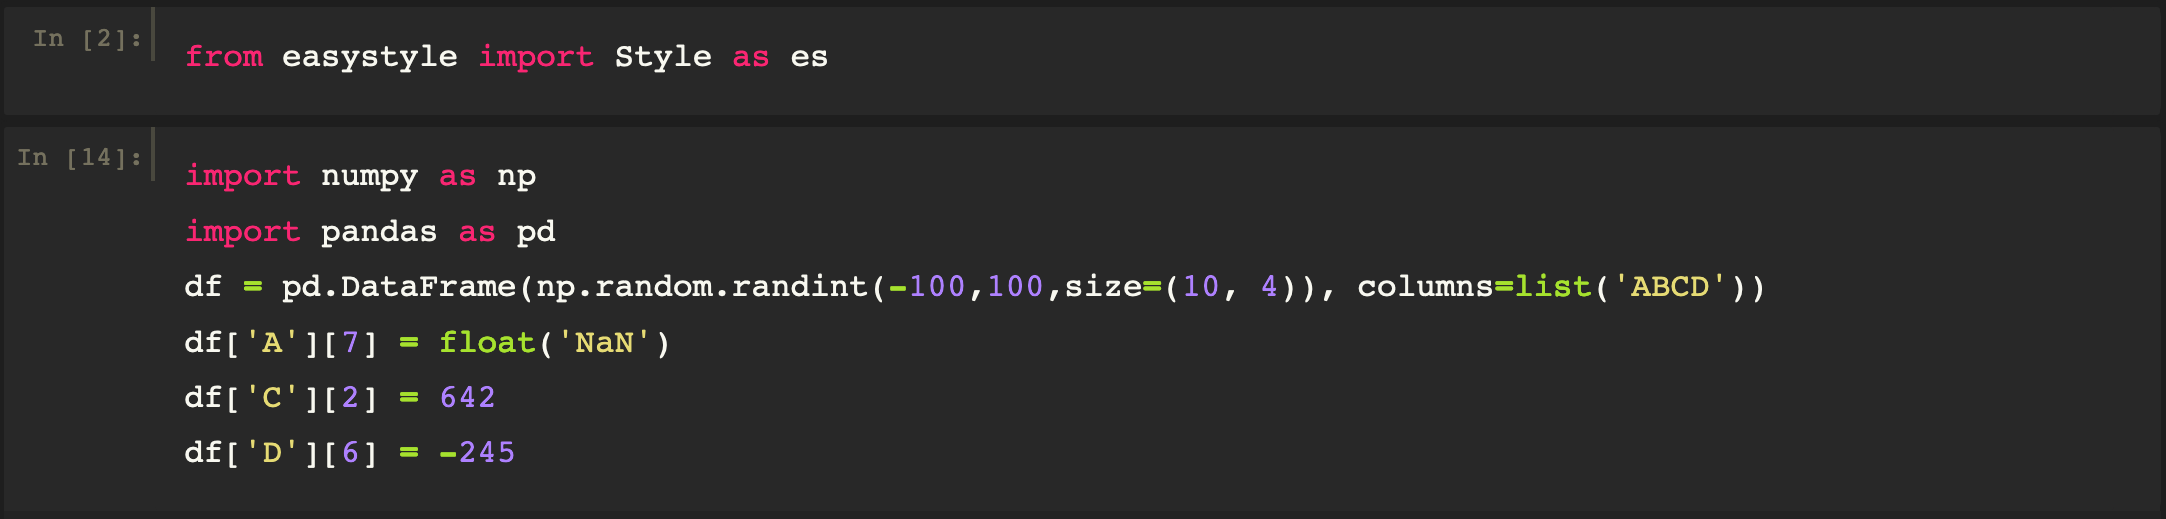 In [2]:
from easystyle import Style as es
In [14]:
import numpy as np
import pandas as pd
df = pd.DataFrame(np.random.randint(-100,100,size=(10, 4)), columns=list('ABCD'))
df['A'][7] = float('NaN')
df['C'][2] = 642
df['D'][6] = -245